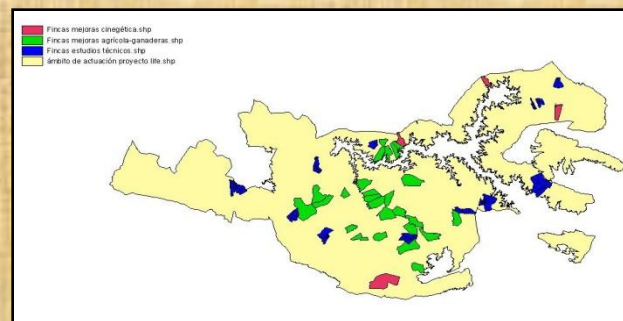 Fincas mejoras cinegética.shp
Fincas mejoras agrícola-ganaderas.shp
Fincas estudios técnicos.shp
ámbito de actuación proyecto life.shp